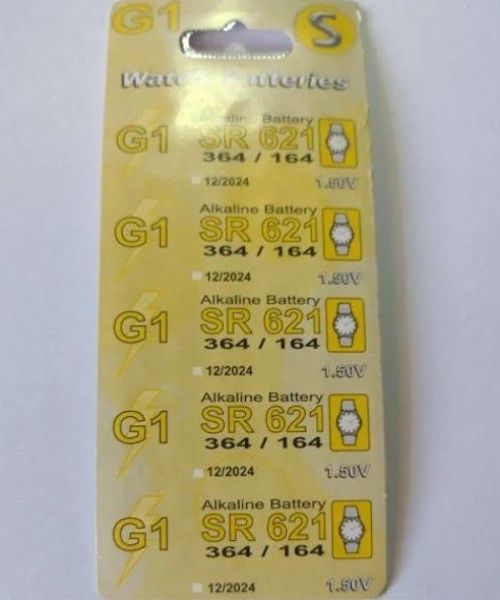 G1 S
Watch Batteries
Alkaline Battery
G1 SR 621
364 / 164
12/2024 1.50V
Alkaline Battery
G1 SR 621
364 / 164
12/2024 1.50V
Alkaline Battery
G1 SR 621
364 / 164
12/2024 1.50V
Alkaline Battery
G1 SR 621
364 / 164
12/2024 1.50V
Alkaline Battery
G1 SR 621
364 / 164
12/2024 1.50V